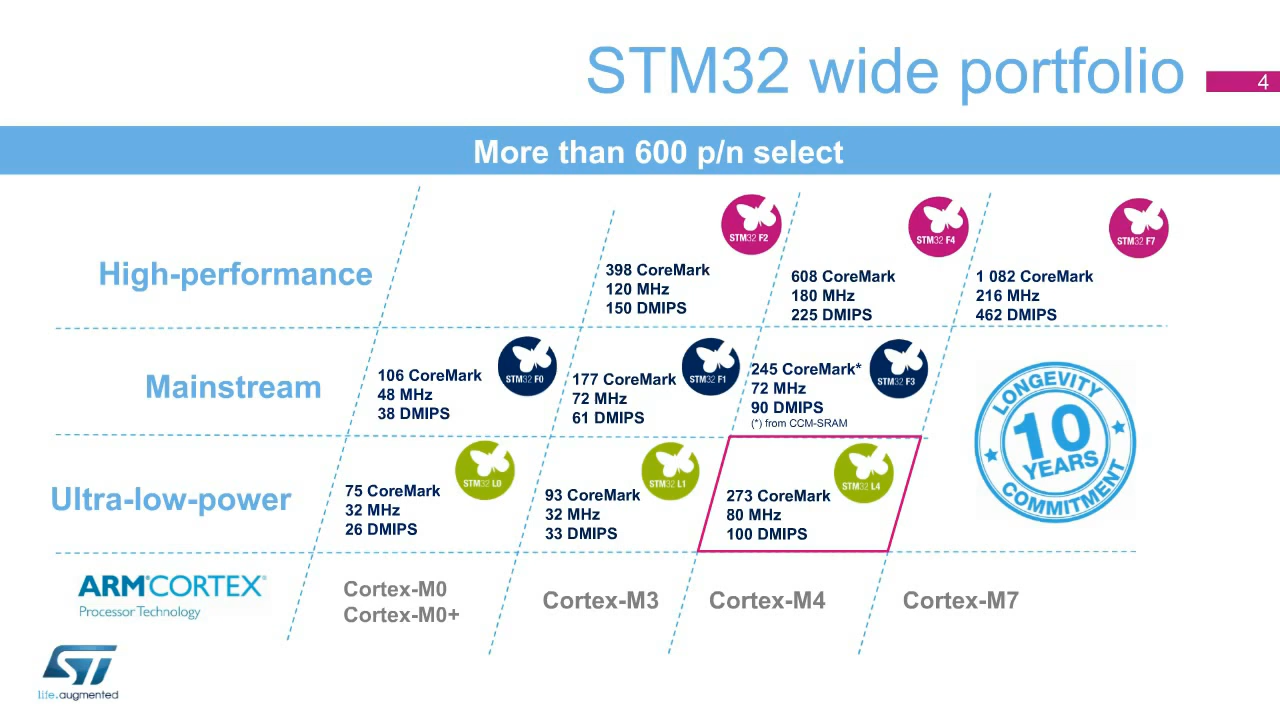 STM32 wide portfolio
4
More than 600 p/n select
High-performance
STM32 F2
398 CoreMark
120 MHz
150 DMIPS
STM32 F4
608 CoreMark
180 MHz
225 DMIPS
STM32 F7
1 082 CoreMark
216 MHz
462 DMIPS
Mainstream
STM32 F0
106 CoreMark
48 MHz
38 DMIPS
STM32 F1
177 CoreMark
72 MHz
61 DMIPS
STM32 F3
245 CoreMark*
72 MHz
90 DMIPS
(*) from CCM-SRAM
LONGEVITY
10
YEARS
COMMITMENT
Ultra-low-power
STM32 L0
75 CoreMark
32 MHz
26 DMIPS
STM32 L1
93 CoreMark
32 MHz
33 DMIPS
STM32 L4
273 CoreMark
80 MHz
100 DMIPS
ARM®CORTEX®
Processor Technology
Cortex-M0
Cortex-M0+
Cortex-M3
Cortex-M4
Cortex-M7
ST
life.augmented